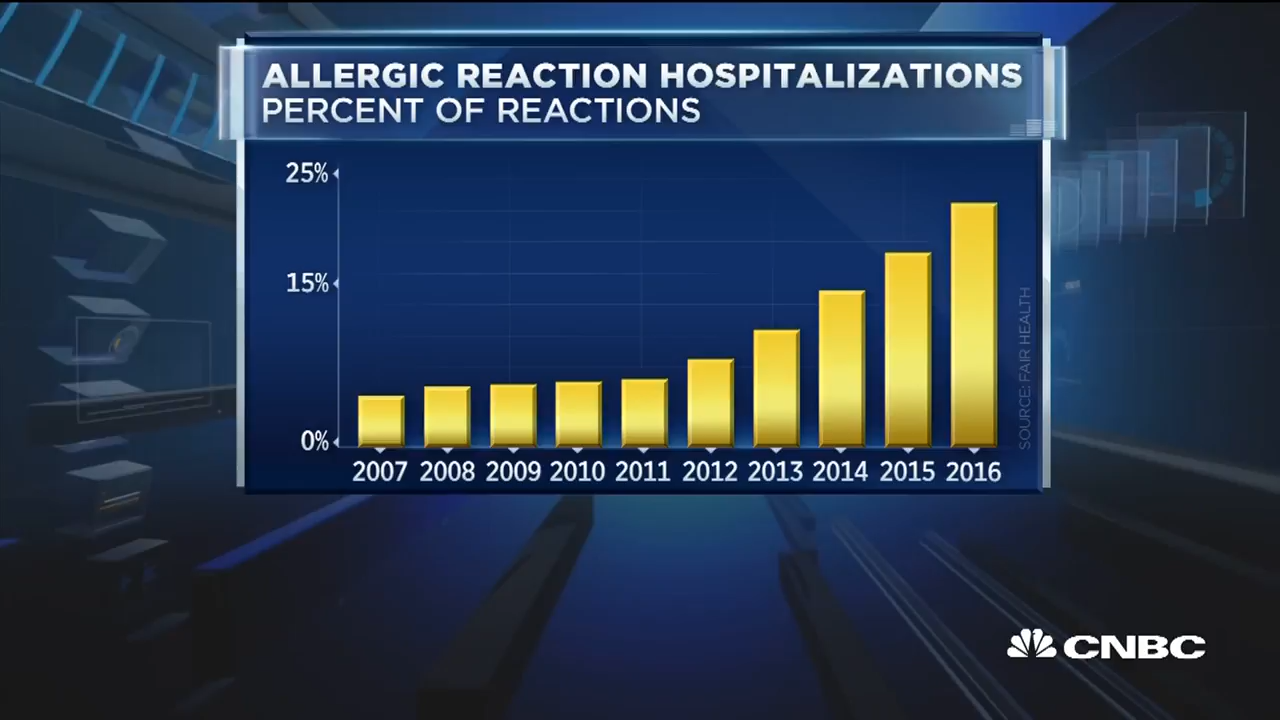 ALLERGIC REACTION HOSPITALIZATIONS
PERCENT OF REACTIONS
25%
15%
0%
2007 2008 2009 2010 2011 2012 2013 2014 2015 2016
SOURCE: FAIR HEALTH
CNBC